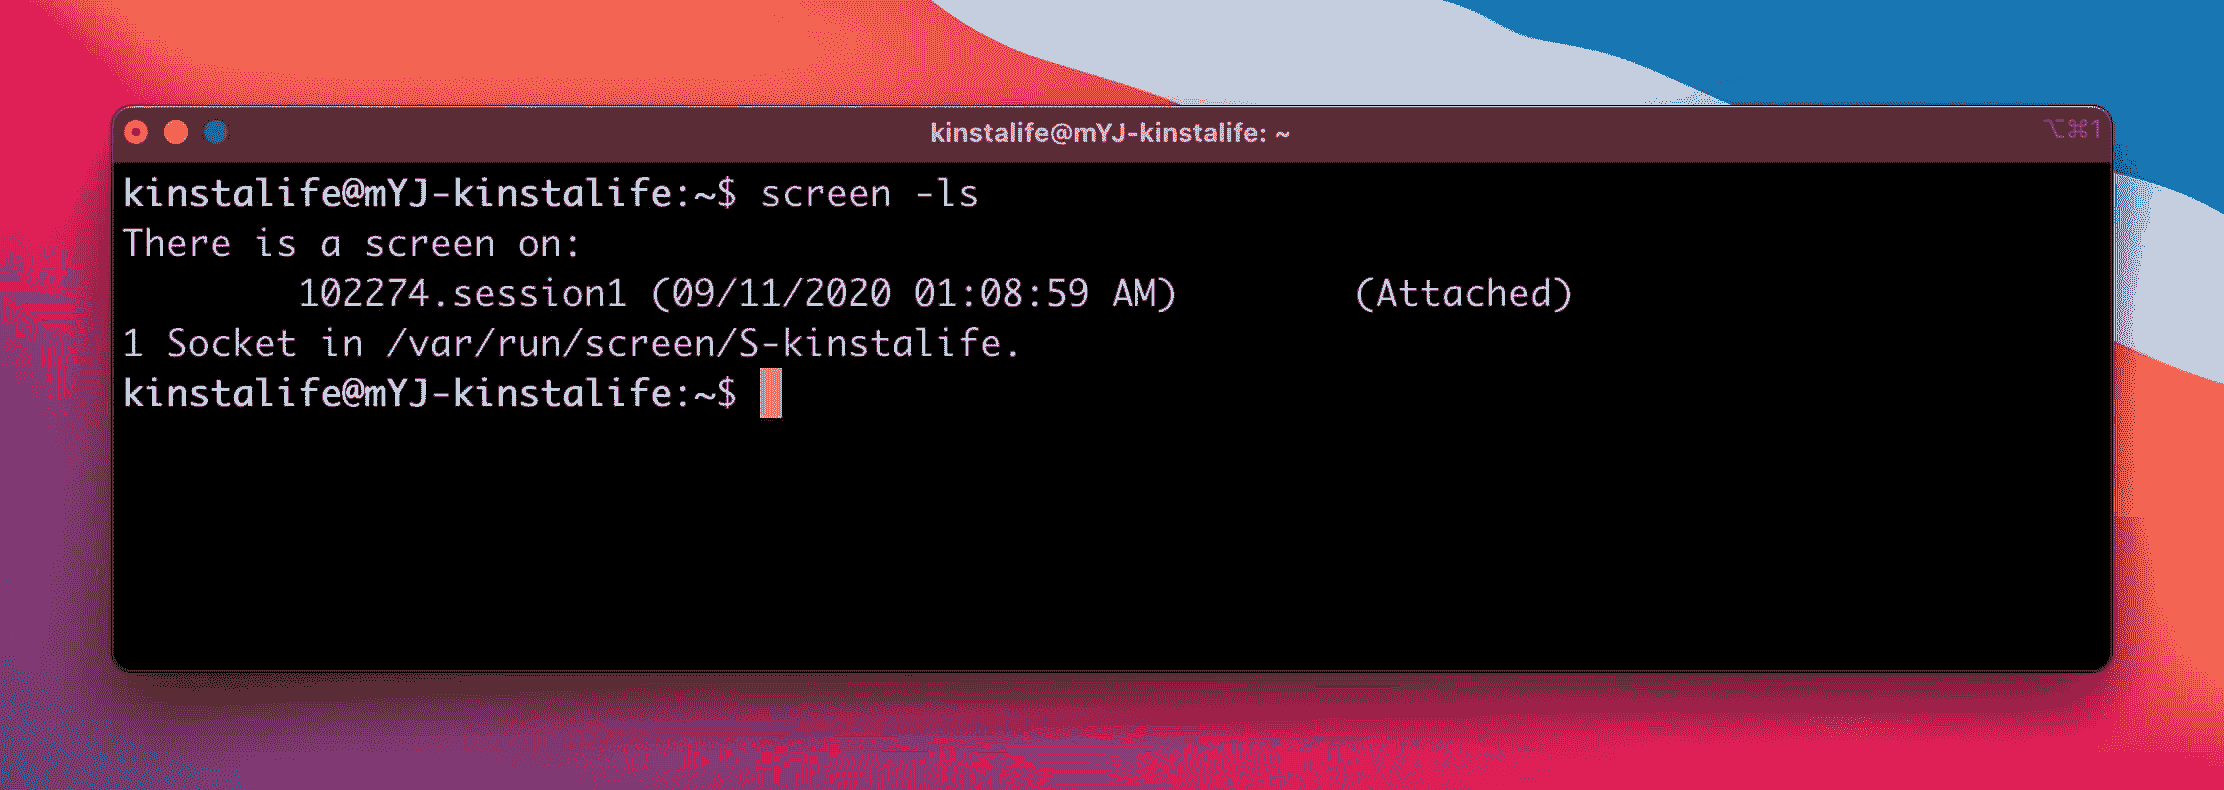 kinstalife@mYJ-kinstalife: ~
⌥⌘1
kinstalife@mYJ-kinstalife:~$ screen -ls
There is a screen on:
        102274.session1 (09/11/2020 01:08:59 AM)        (Attached)
1 Socket in /var/run/screen/S-kinstalife.
kinstalife@mYJ-kinstalife:~$